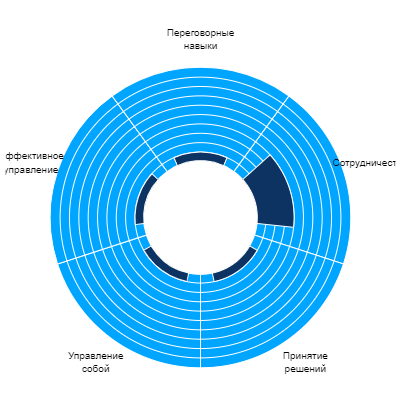 Переговорные
навыки
ффективное
управление
Сотрудничест
Управление
собой
Принятие
решений